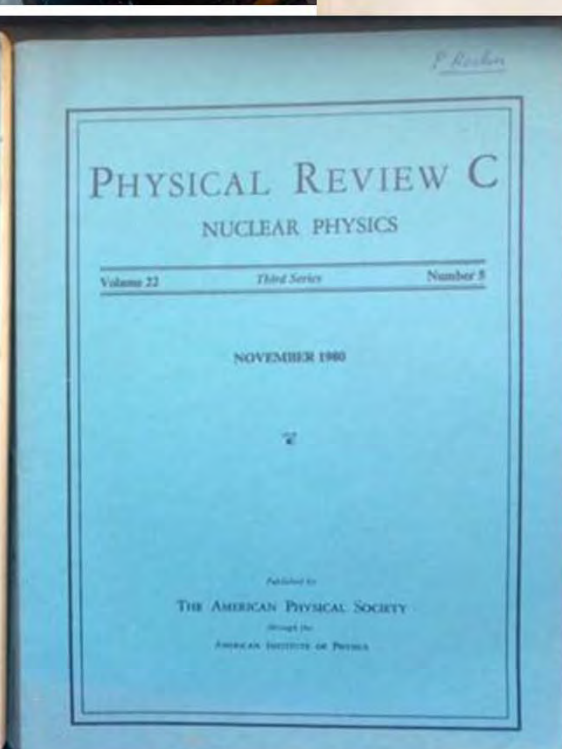 PHYSICAL REVIEW C
NUCLEAR PHYSICS
Volume 22 Third Series Number 5
NOVEMBER 1980
Published by
THE AMERICAN PHYSICAL SOCIETY
through the
AMERICAN INSTITUTE OF PHYSICS